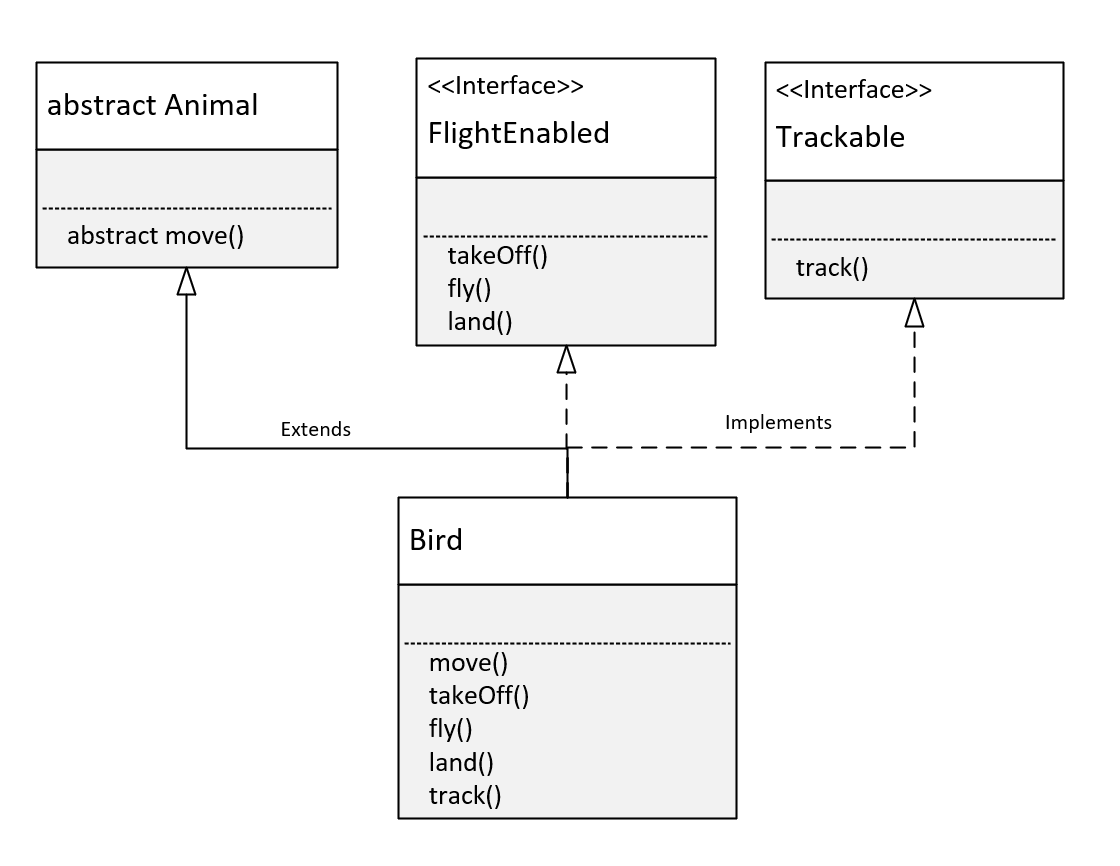 abstract Animal
abstract move()
<<Interface>>
FlightEnabled
takeOff()
fly()
land()
<<Interface>>
Trackable
track()
Extends
Implements
Bird
move()
takeOff()
fly()
land()
track()